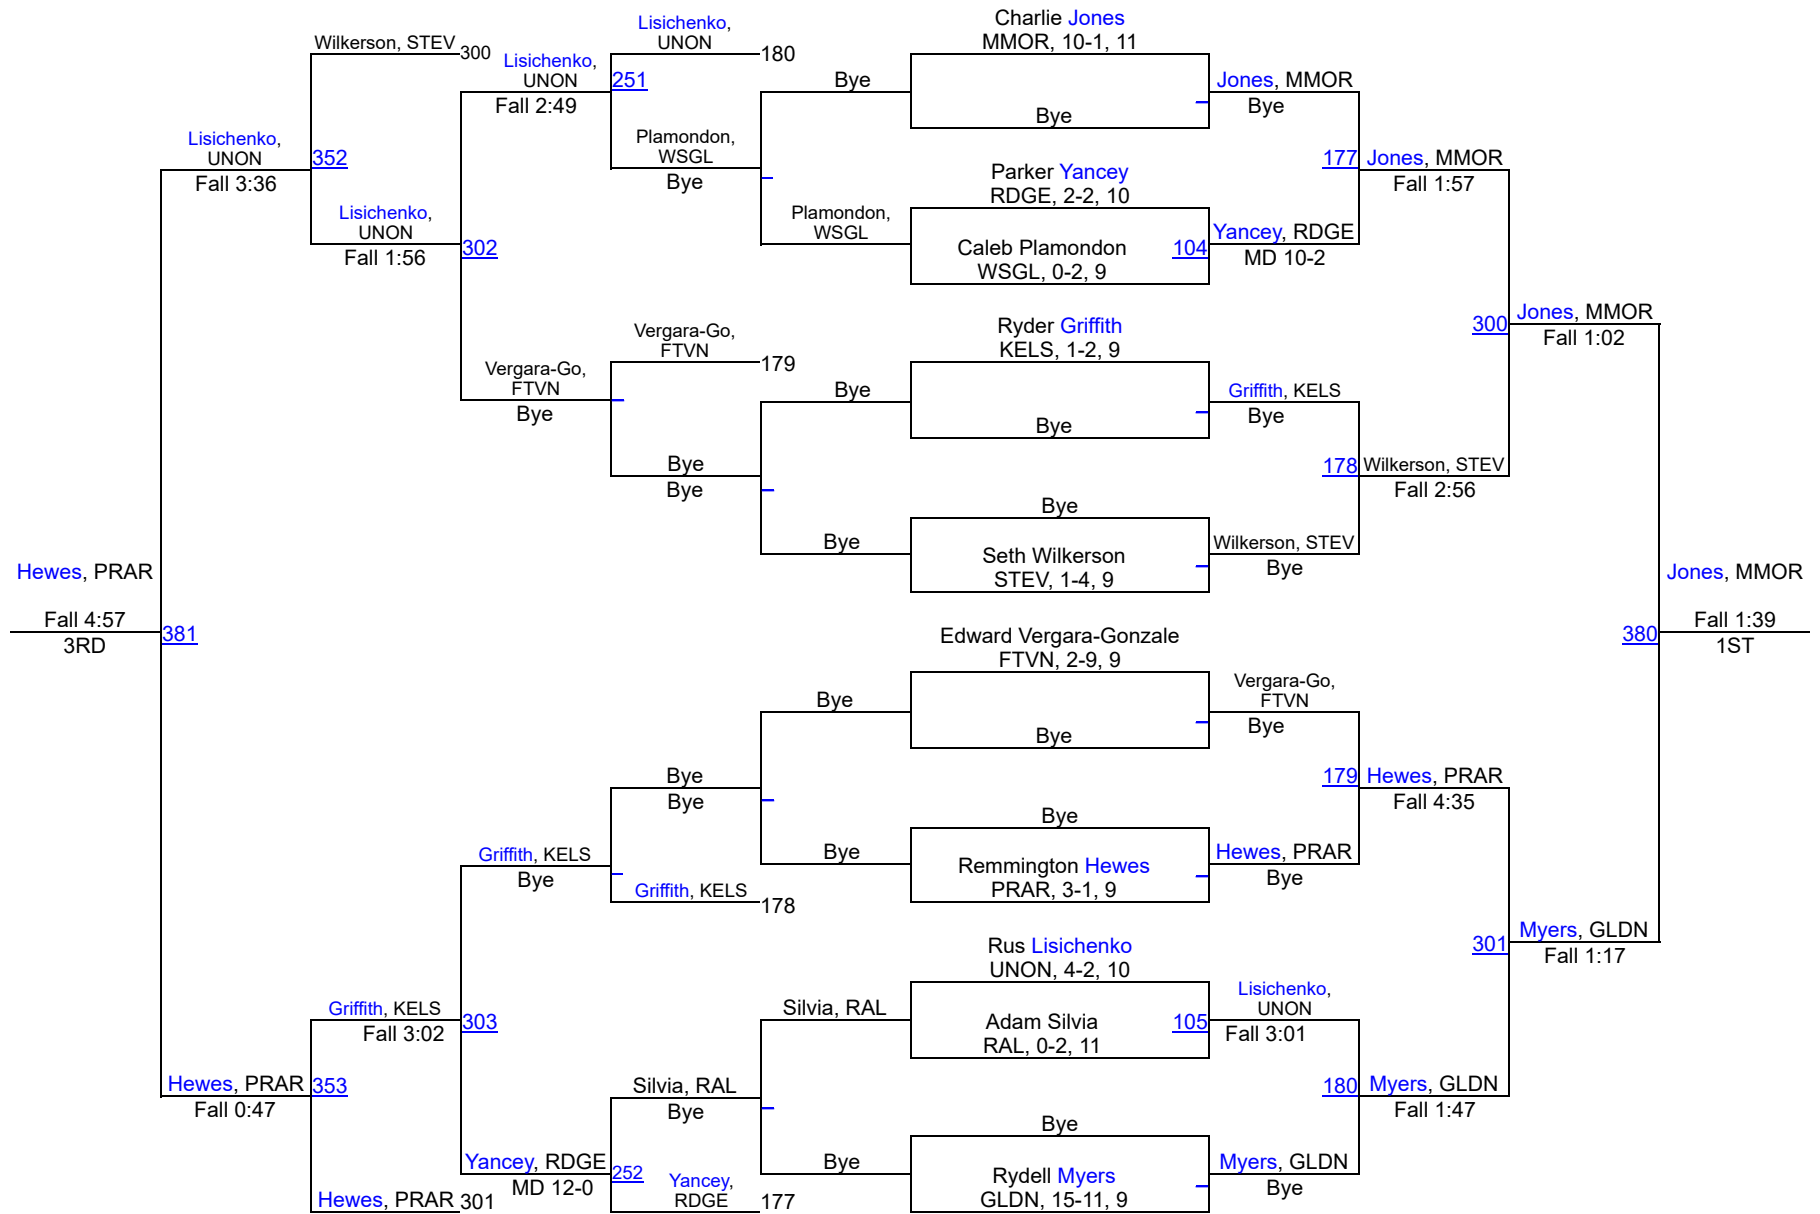 Charlie Jones
MMOR, 10-1, 11
Lisichenko,
UNON
180
Wilkerson, STEV
300
Lisichenko,
UNON
251
Fall 2:49
Bye
Jones, MMOR
Bye
Bye
Plamondon,
WSGL
Bye
Lisichenko,
UNON
352
Fall 3:36
177
Jones, MMOR
Fall 1:57
Parker Yancey
RDGE, 2-2, 10
Plamondon,
WSGL
Caleb Plamondon
WSGL, 0-2, 9
104
Yancey, RDGE
MD 10-2
Lisichenko,
UNON
302
Fall 1:56
Ryder Griffith
KELS, 1-2, 9
300
Jones, MMOR
Fall 1:02
Vergara-Go,
FTVN
179
Vergara-Go,
FTVN
Bye
Bye
Griffith, KELS
Bye
Bye
Bye
Bye
178
Wilkerson, STEV
Fall 2:56
Bye
Bye
Seth Wilkerson
STEV, 1-4, 9
Wilkerson, STEV
Bye
Hewes, PRAR
Fall 4:57
3RD
381
Jones, MMOR
Fall 1:39
1ST
380
Edward Vergara-Gonzale
FTVN, 2-9, 9
Bye
Vergara-Go,
FTVN
Bye
Bye
Bye
Bye
179
Hewes, PRAR
Fall 4:35
Bye
Bye
Remmington Hewes
PRAR, 3-1, 9
Hewes, PRAR
Bye
Griffith, KELS
Bye
Griffith, KELS
178
Rus Lisichenko
UNON, 4-2, 10
301
Myers, GLDN
Fall 1:17
Griffith, KELS
Fall 3:02
303
Silvia, RAL
Adam Silvia
RAL, 0-2, 11
105
Lisichenko,
UNON
Fall 3:01
Hewes, PRAR
Fall 0:47
353
Silvia, RAL
Bye
180
Myers, GLDN
Fall 1:47
Bye
Bye
Rydell Myers
GLDN, 15-11, 9
Myers, GLDN
Bye
Yancey, RDGE
MD 12-0
252
Yancey,
RDGE
177
Hewes, PRAR
301